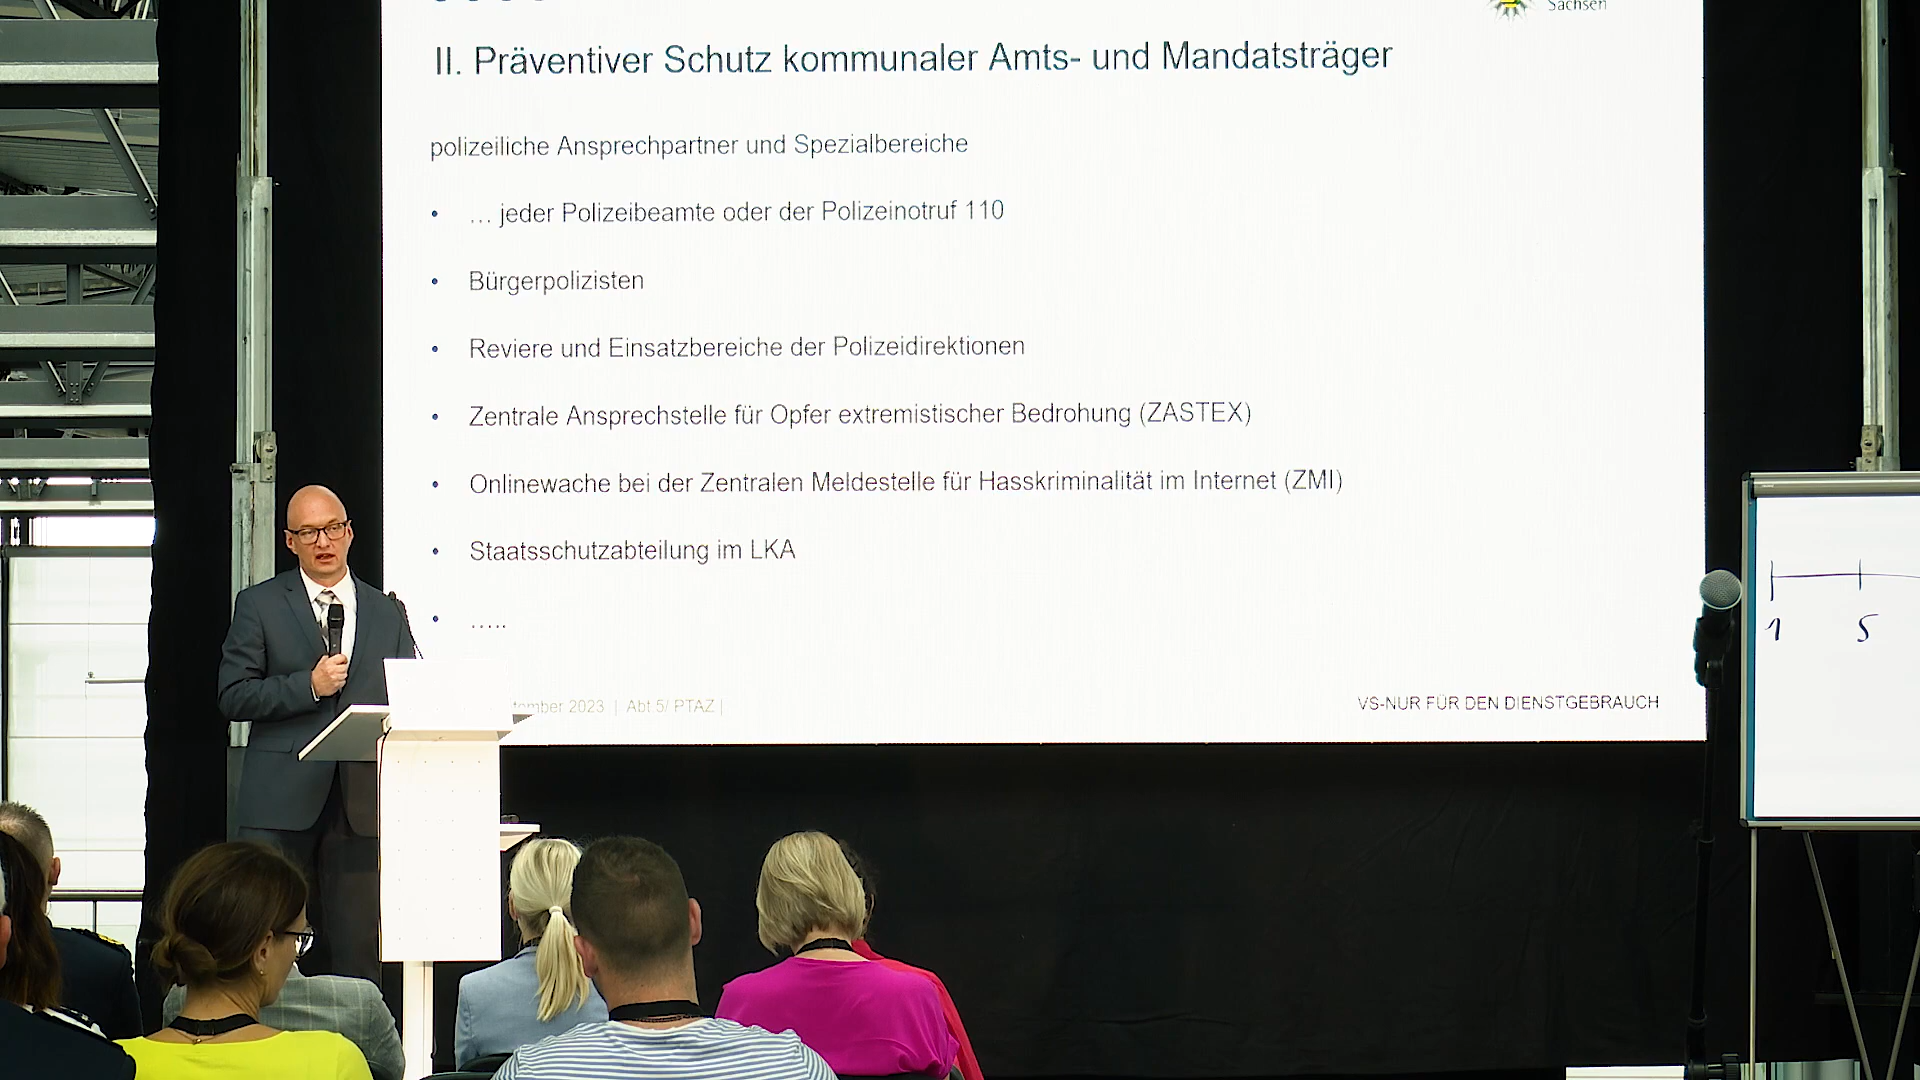 Sachsen
II. Präventiver Schutz kommunaler Amts- und Mandatsträger
polizeiliche Ansprechpartner und Spezialbereiche
• … jeder Polizeibeamte oder der Polizeinotruf 110
• Bürgerpolizisten
• Reviere und Einsatzbereiche der Polizeidirektionen
• Zentrale Ansprechstelle für Opfer extremistischer Bedrohung (ZASTEX)
• Onlinewache bei der Zentralen Meldestelle für Hasskriminalität im Internet (ZMI)
• Staatsschutzabteilung im LKA
• …..
tember 2023 | Abt 5/ PTAZ |
VS-NUR FÜR DEN DIENSTGEBRAUCH
1 5